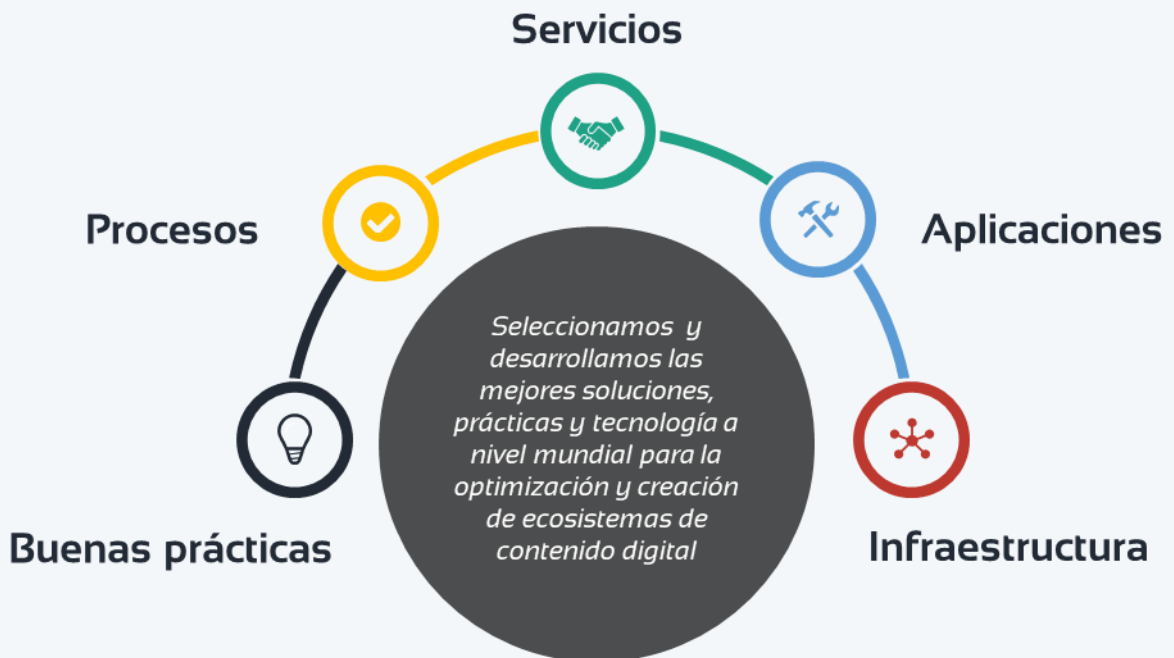 Servicios
Procesos
Aplicaciones
Seleccionamos y
desarrollamos las
mejores soluciones,
prácticas y tecnología a
nivel mundial para la
optimización y creación
de ecosistemas de
contenido digital
Buenas prácticas
Infraestructura